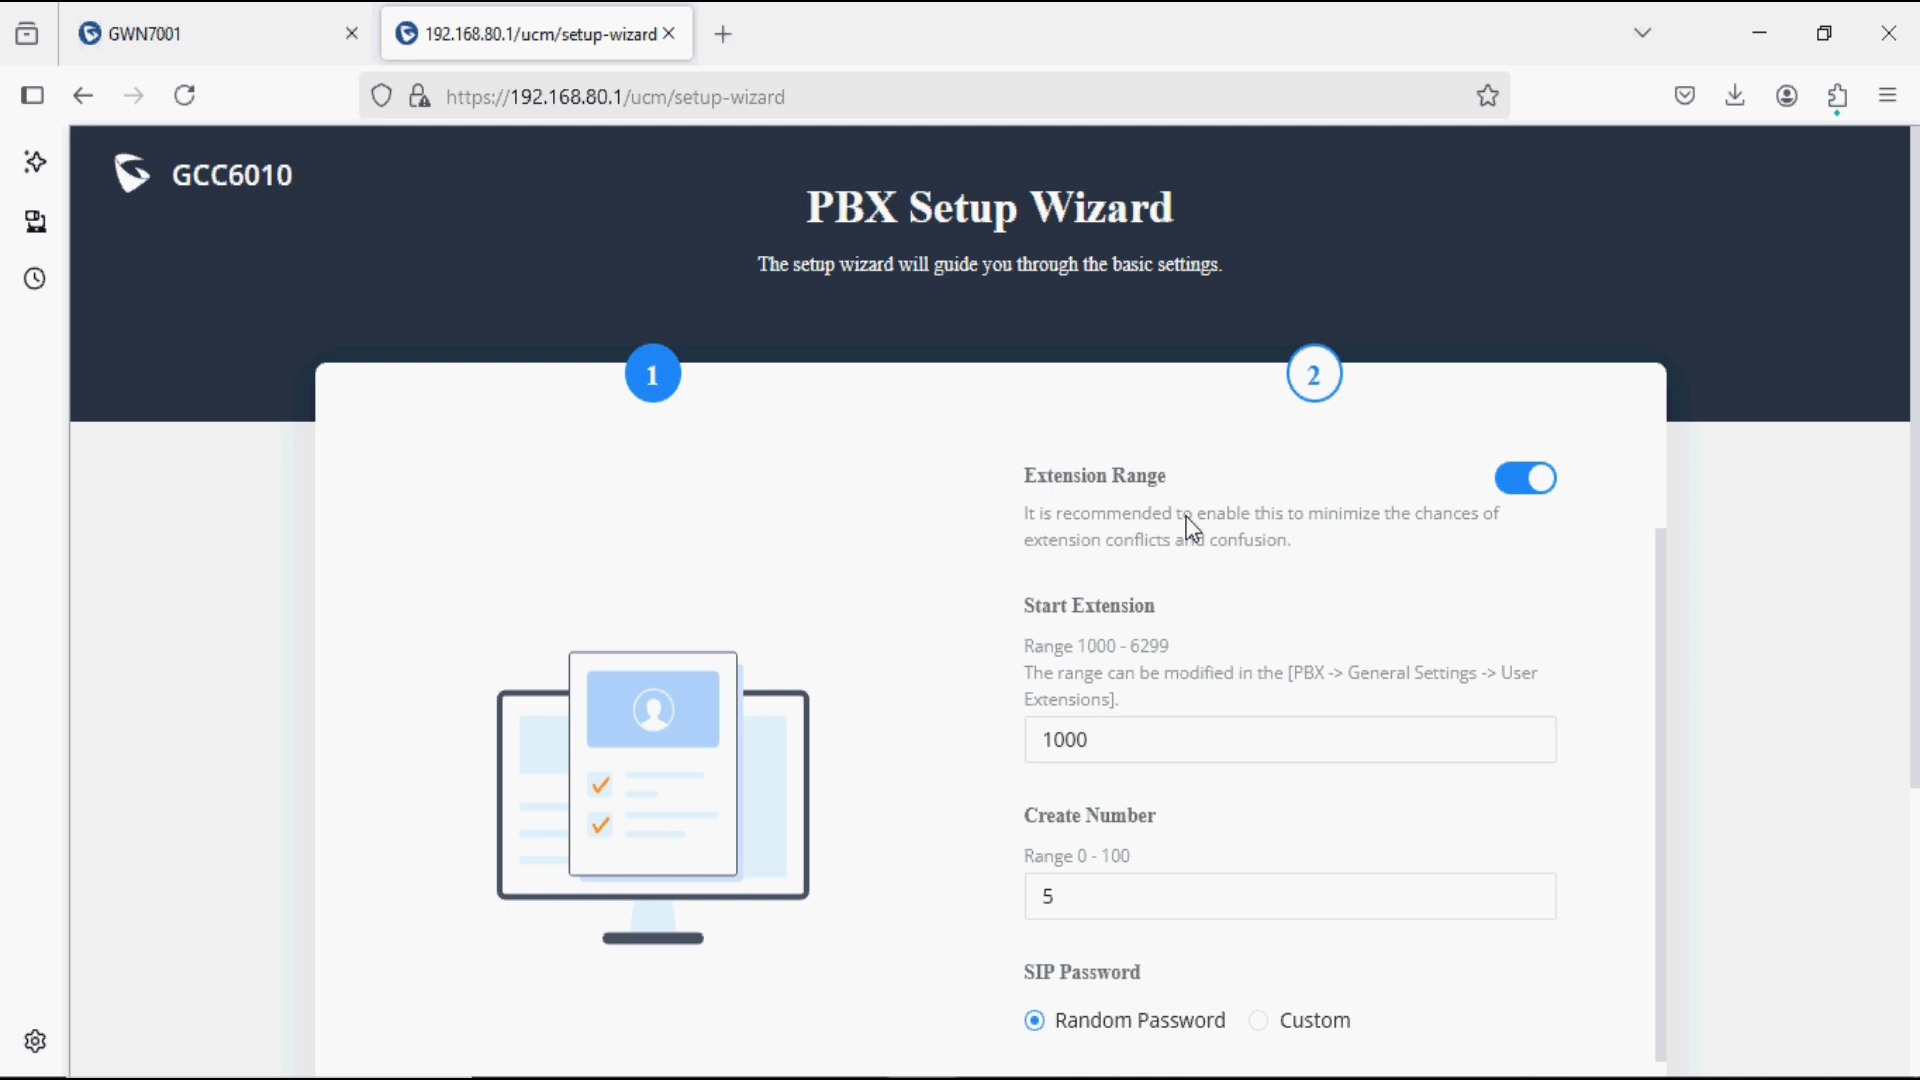 GWN7001
192.168.80.1/ucm/setup-wizard
https://192.168.80.1/ucm/setup-wizard
GCC6010
PBX Setup Wizard
The setup wizard will guide you through the basic settings.
1
2
Extension Range
It is recommended to enable this to minimize the chances of
extension conflicts and confusion.
Start Extension
Range 1000 - 6299
The range can be modified in the [PBX -> General Settings -> User
Extensions].
1000
Create Number
Range 0 - 100
5
SIP Password
Random Password
Custom